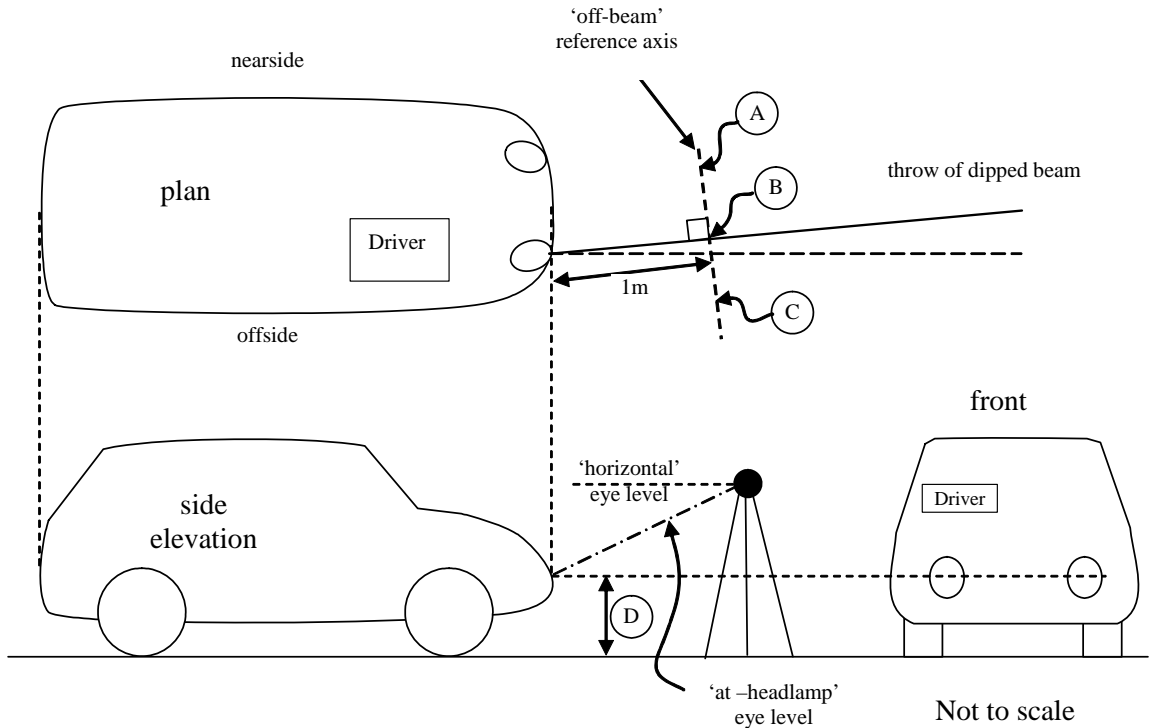 ‘off-beam’
reference axis
nearside
A
throw of dipped beam
B
plan
Driver
1m
C
offside
front
‘horizontal’
eye level
side
elevation
Driver
D
‘at –headlamp’
eye level
Not to scale